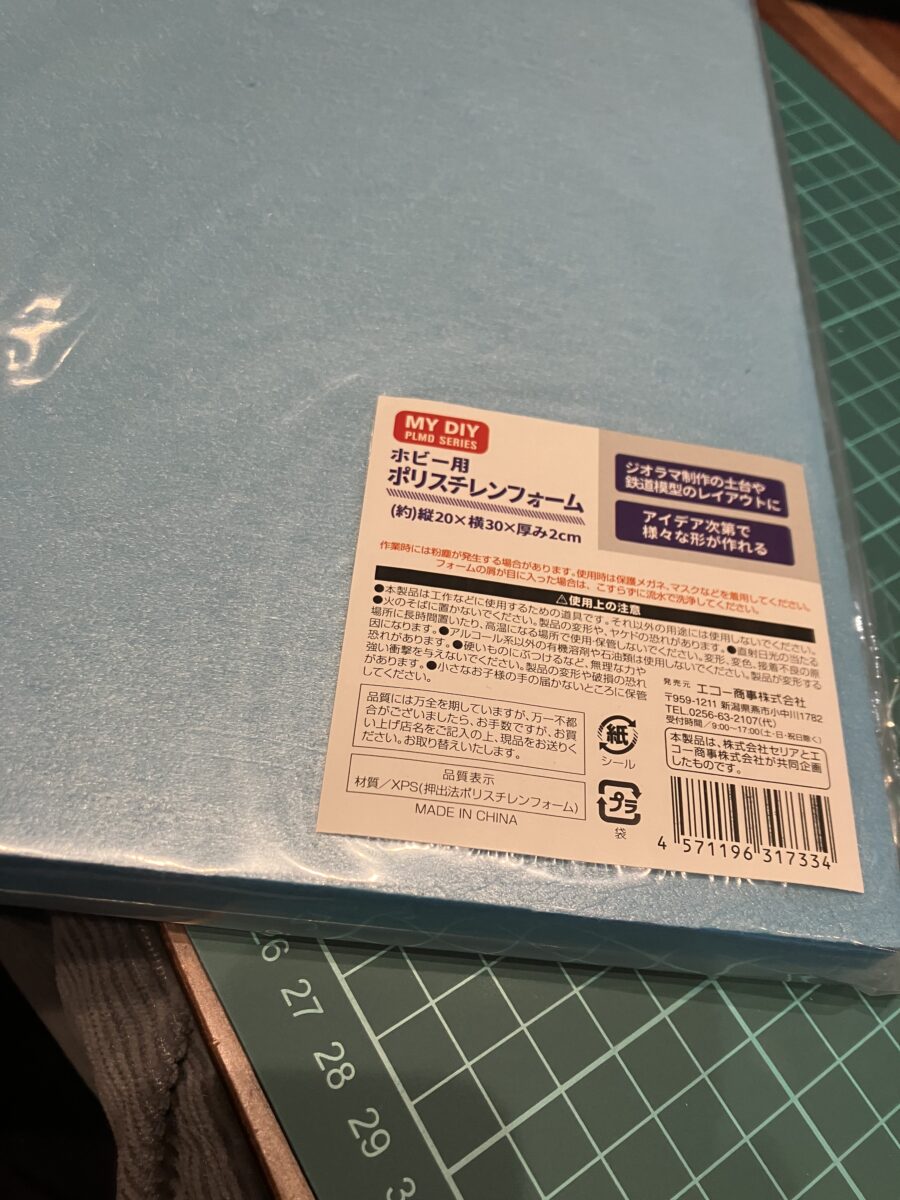 MY DIY
PLMD SERIES
ホビー用
ポリスチレンフォーム
(約)縦20×横30×厚み2cm
ジオラマ制作の土台や
鉄道模型のレイアウトに
アイデア次第で
様々な形が作れる
作業時には粉塵が発生する場合があります。使用時は保護メガネ、マスクなどを着用してください。
フォームの屑が目に入った場合は、こすらずに流水で洗浄してください。
⚠使用上の注意
●本製品は工作などに使用するための道具です。それ以外の用途には使用しないでください。
●火のそばに置かないでください。製品の変形や、ヤケドの恐れがあります。●直射日光の当たる
場所に長時間置いたり、高温になる場所で使用・保管しないでください。変形、変色、接着不良の原
因になります。●アルコール系以外の有機溶剤や石油類は使用しないでください。製品が変形する
恐れがあります。●硬いものにぶつけるなど、無理な力や
強い衝撃を与えないでください。製品の変形や破損の恐れ
があります。●小さなお子様の手の届かないところに保管
してください。
発売元 エコー商事株式会社
〒959-1211 新潟県燕市小中川1782
TEL.0256-63-2107(代)
受付時間/9:00〜17:00(土・日・祝日除く)
本製品は、株式会社セリアとエ
コー商事株式会社が共同企画
したものです。
品質には万全を期していますが、万一不都
合がございましたら、お手数ですが、お買
い上げ店名をご記入の上、現品をお送りく
ださい。お取り替えいたします。
品質表示
材質/XPS(押出法ポリスチレンフォーム)
MADE IN CHINA
紙
シール
プラ
袋
4 571196 317334
26
27
28
29
3